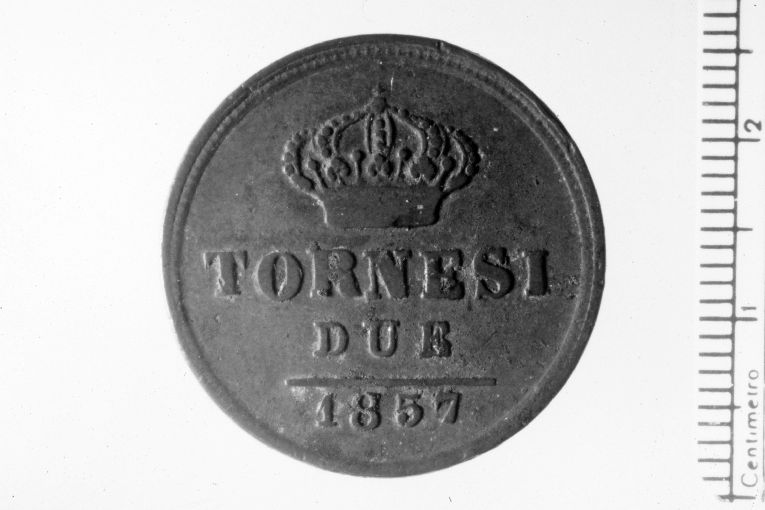 TORNESI
DUE
1857
2
1
Centimetro